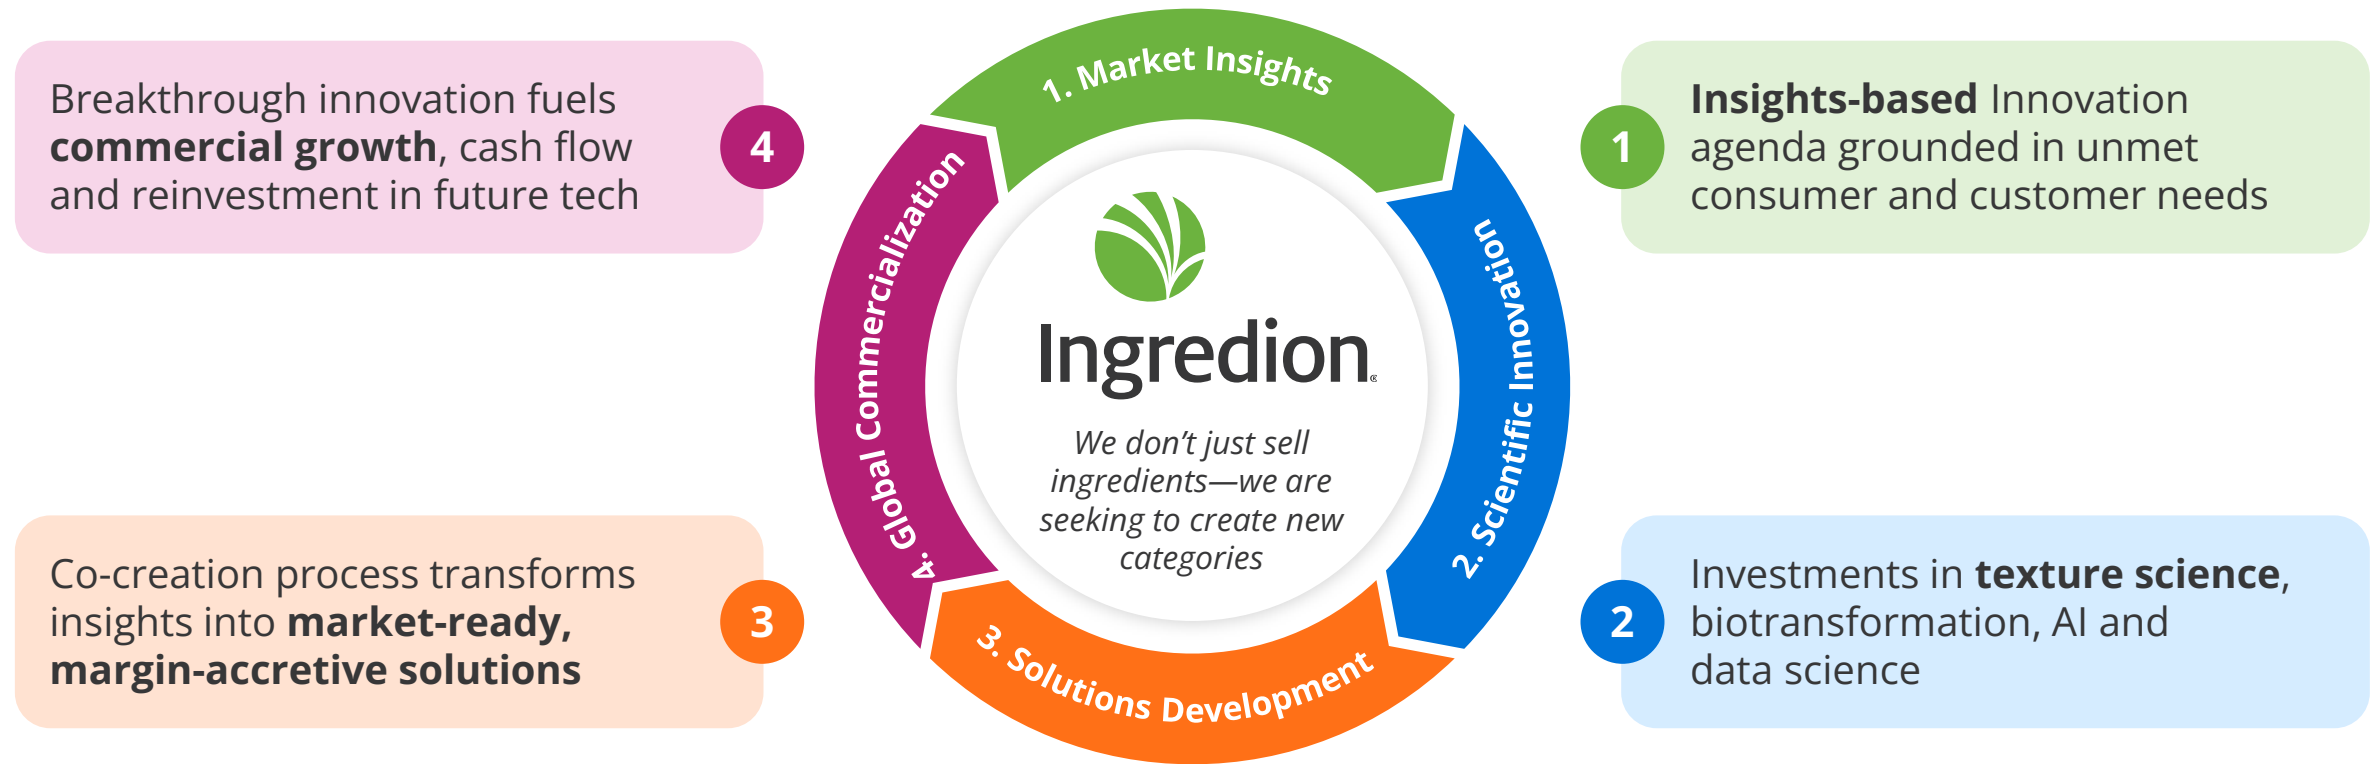 1. Market Insights
2. Scientific Innovation
3. Solutions Development
4. Global Commercialization
Ingredion®
We don’t just sell
ingredients—we are
seeking to create new
categories
1
Insights-based Innovation
agenda grounded in unmet
consumer and customer needs
2
Investments in texture science,
biotransformation, AI and
data science
3
Co-creation process transforms
insights into market-ready,
margin-accretive solutions
4
Breakthrough innovation fuels
commercial growth, cash flow
and reinvestment in future tech